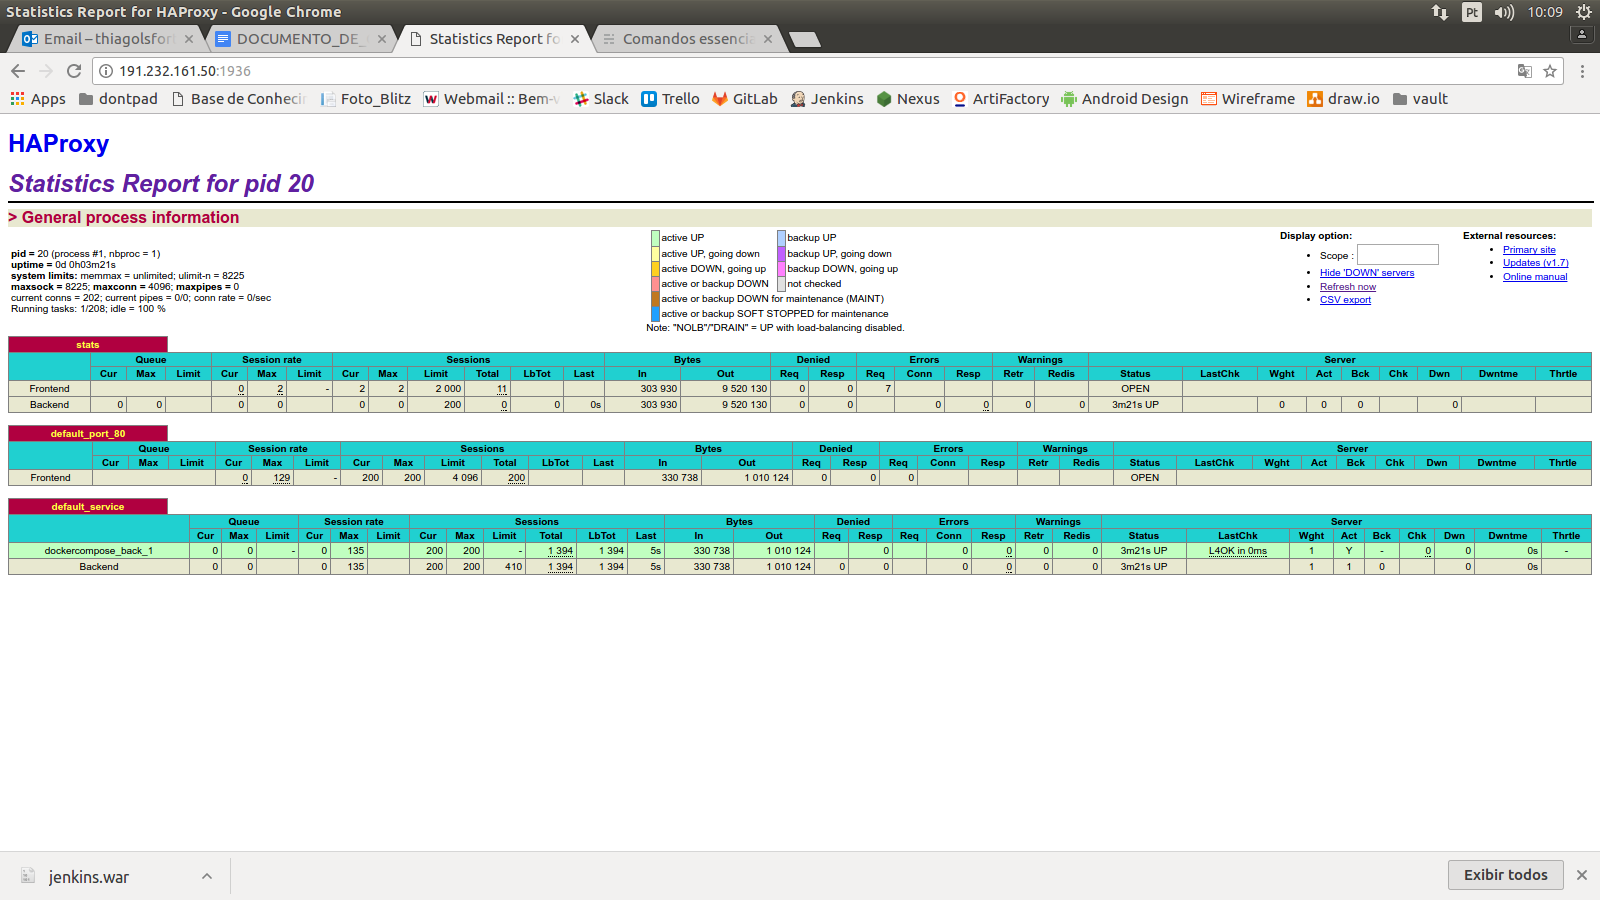 Statistics Report for HAProxy - Google Chrome
Pt 10:09
Email – thiagolsfort
DOCUMENTO_DE_
Statistics Report fo
Comandos essencia
191.232.161.50:1936
Apps dontpad Base de Conhecin Foto_Blitz Webmail :: Bem-v Slack Trello GitLab Jenkins Nexus ArtiFactory Android Design Wireframe draw.io vault
HAProxy
Statistics Report for pid 20
> General process information
pid = 20 (process #1, nbproc = 1)
uptime = 0d 0h03m21s
system limits: memmax = unlimited; ulimit-n = 8225
maxsock = 8225; maxconn = 4096; maxpipes = 0
current conns = 202; current pipes = 0/0; conn rate = 0/sec
Running tasks: 1/208; idle = 100 %
active UP backup UP
active UP, going down backup UP, going down
active DOWN, going up backup DOWN, going up
active or backup DOWN not checked
active or backup DOWN for maintenance (MAINT)
active or backup SOFT STOPPED for maintenance
Note: "NOLB"/"DRAIN" = UP with load-balancing disabled.
Display option:
• Scope :
• Hide 'DOWN' servers
• Refresh now
• CSV export
External resources:
• Primary site
• Updates (v1.7)
• Online manual
stats
Queue Session rate Sessions Bytes Denied Errors Warnings Server
Cur Max Limit Cur Max Limit Cur Max Limit Total LbTot Last In Out Req Resp Req Conn Resp Retr Redis Status LastChk Wght Act Bck Chk Dwn Dwntme Thrtle
Frontend 0 2 - 2 2 2 000 11 303 930 9 520 130 0 0 7 OPEN
Backend 0 0 0 0 0 0 200 0 0 0s 303 930 9 520 130 0 0 0 0 0 0 3m21s UP 0 0 0 0
default_port_80
Queue Session rate Sessions Bytes Denied Errors Warnings Server
Cur Max Limit Cur Max Limit Cur Max Limit Total LbTot Last In Out Req Resp Req Conn Resp Retr Redis Status LastChk Wght Act Bck Chk Dwn Dwntme Thrtle
Frontend 0 129 - 200 200 4 096 200 330 738 1 010 124 0 0 0 OPEN
default_service
Queue Session rate Sessions Bytes Denied Errors Warnings Server
Cur Max Limit Cur Max Limit Cur Max Limit Total LbTot Last In Out Req Resp Req Conn Resp Retr Redis Status LastChk Wght Act Bck Chk Dwn Dwntme Thrtle
dockercompose_back_1 0 0 - 0 135 200 200 - 1 394 1 394 5s 330 738 1 010 124 0 0 0 0 0 3m21s UP L4OK in 0ms 1 Y - 0 0 0s -
Backend 0 0 0 135 200 200 410 1 394 1 394 5s 330 738 1 010 124 0 0 0 0 0 0 3m21s UP 1 1 0 0 0s
jenkins.war
Exibir todos